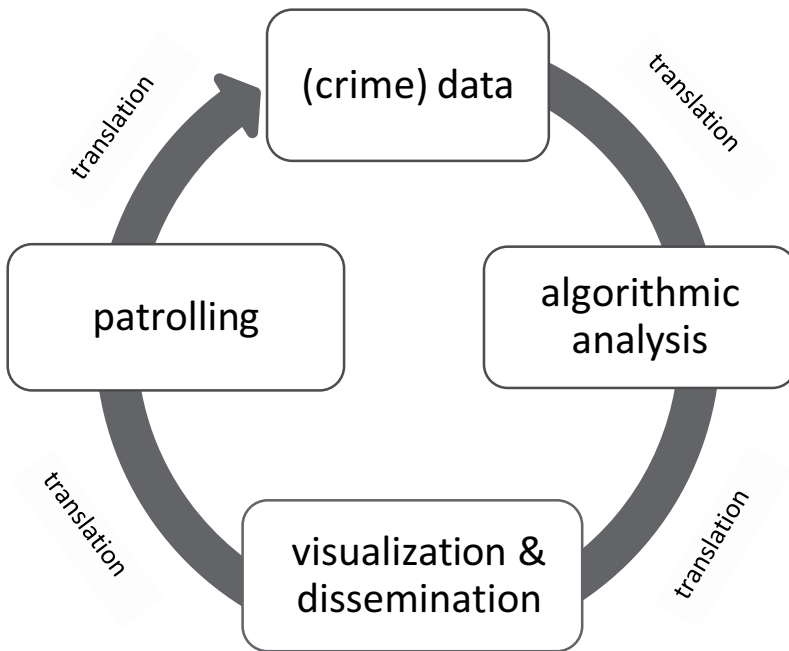 (crime) data
translation
algorithmic
analysis
translation
visualization &
dissemination
translation
patrolling
translation